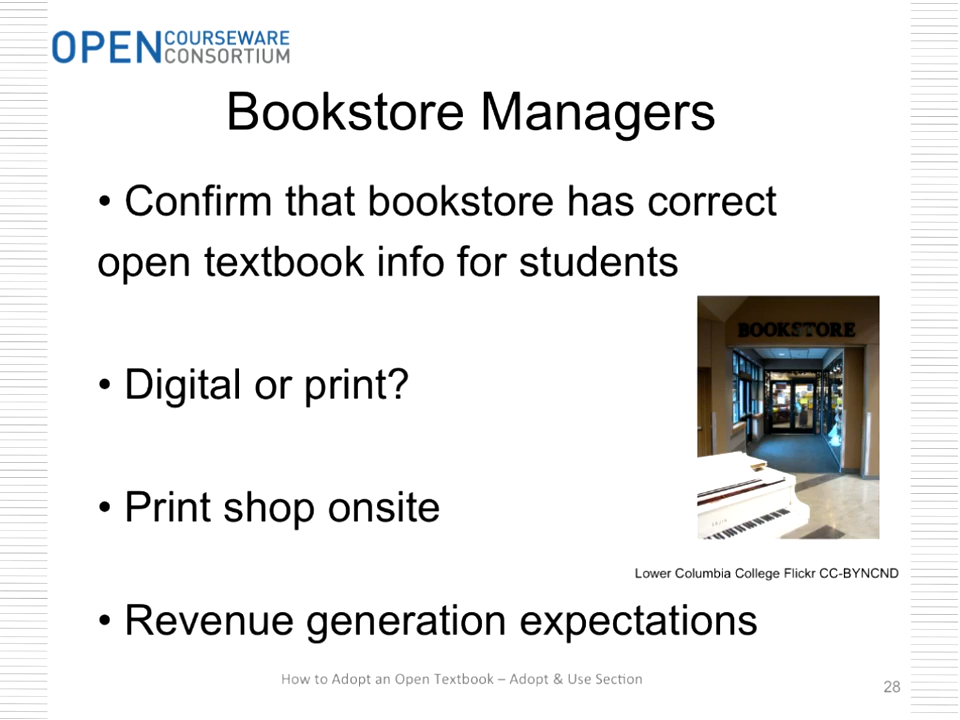 OPEN COURSEWARE CONSORTIUM
Bookstore Managers
• Confirm that bookstore has correct
open textbook info for students
BOOKSTORE
• Digital or print?
• Print shop onsite
Lower Columbia College Flickr CC-BYNCND
• Revenue generation expectations
How to Adopt an Open Textbook – Adopt & Use Section
28